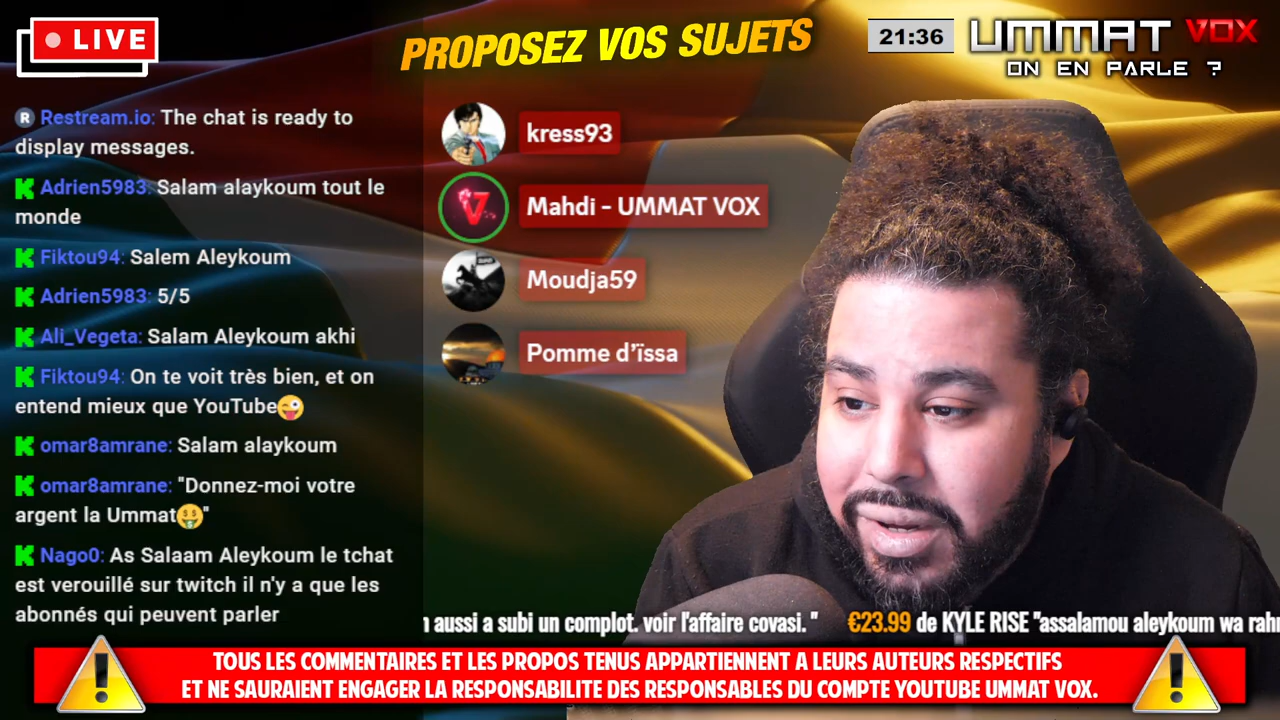 LIVE
PROPOSEZ VOS SUJETS
21:36
UMMAT VOX
ON EN PARLE ?
R Restream.io: The chat is ready to
display messages.
Adrien5983: Salam alaykoum tout le
monde
Fiktou94: Salem Aleykoum
Adrien5983: 5/5
Ali_Vegeta: Salam Aleykoum akhi
Fiktou94: On te voit très bien, et on
entend mieux que YouTube😜
omar8amrane: Salam alaykoum
omar8amrane: "Donnez-moi votre
argent la Ummat🤑"
Nago0: As Salaam Aleykoum le tchat
est verouillé sur twitch il n'y a que les
abonnés qui peuvent parler
kress93
Mahdi - UMMAT VOX
Moudja59
Pomme d'ïssa
aussi a subi un complot. voir l'affaire covasi. " €23.99 de KYLE RISE "assalamou aleykoum wa
TOUS LES COMMENTAIRES ET LES PROPOS TENUS APPARTIENNENT A LEURS AUTEURS RESPECTIFS
ET NE SAURAIENT ENGAGER LA RESPONSABILITE DES RESPONSABLES DU COMPTE YOUTUBE UMMAT VOX.